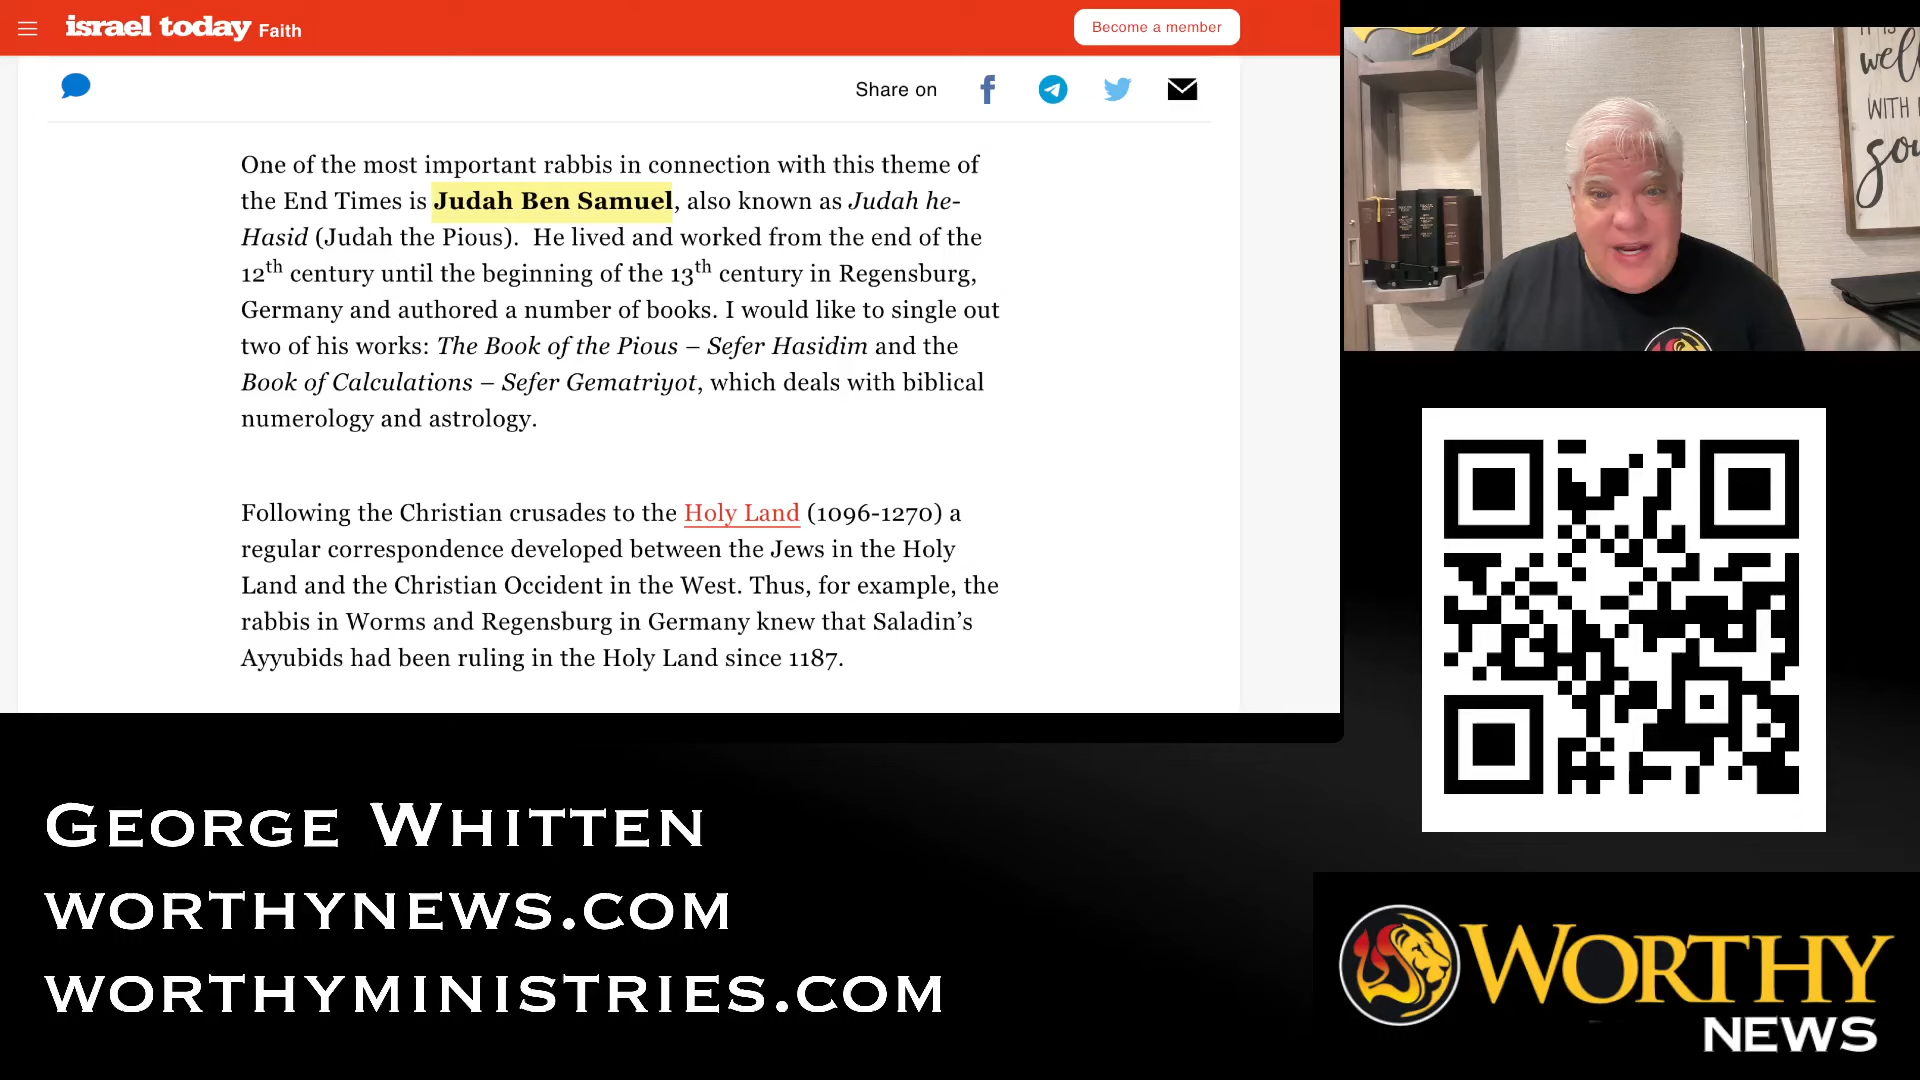 israel today Faith
Become a member
Share on
One of the most important rabbis in connection with this theme of
the End Times is Judah Ben Samuel, also known as Judah he-
Hasid (Judah the Pious).  He lived and worked from the end of the
12th century until the beginning of the 13th century in Regensburg,
Germany and authored a number of books. I would like to single out
two of his works: The Book of the Pious – Sefer Hasidim and the
Book of Calculations – Sefer Gematriyot, which deals with biblical
numerology and astrology.
Following the Christian crusades to the Holy Land (1096-1270) a
regular correspondence developed between the Jews in the Holy
Land and the Christian Occident in the West. Thus, for example, the
rabbis in Worms and Regensburg in Germany knew that Saladin’s
Ayyubids had been ruling in the Holy Land since 1187.
well
WITH
GEORGE WHITTEN
WORTHYNEWS.COM
WORTHYMINISTRIES.COM
WORTHY
NEWS